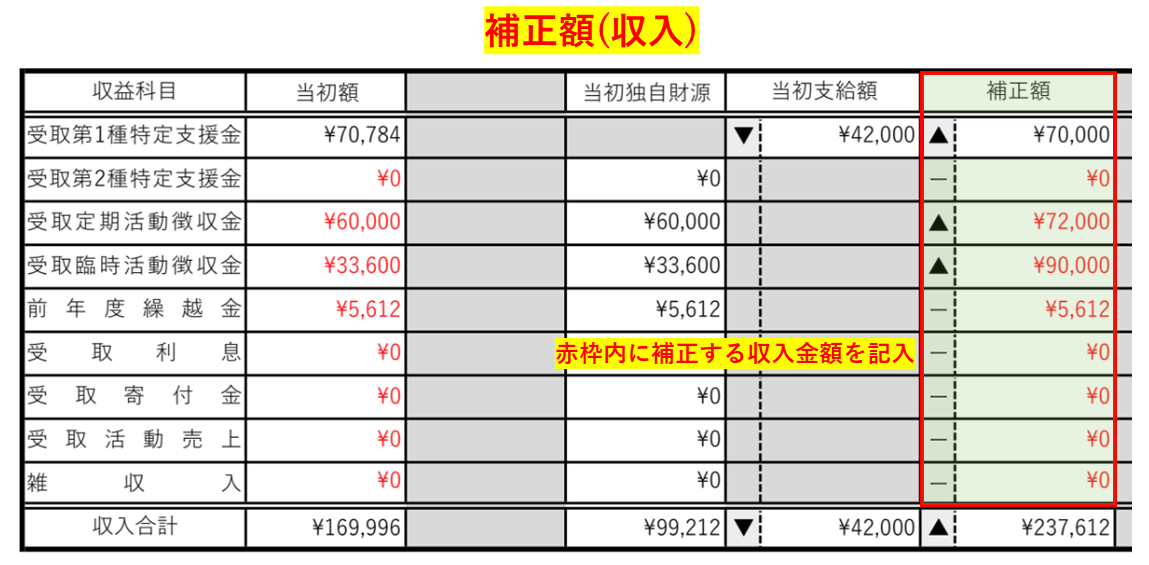 補正額(収入)
収益科目 当初額 当初独自財源 当初支給額 補正額
受取第1種特定支援金 ¥70,784 ▼ ¥42,000 ▲ ¥70,000
受取第2種特定支援金 ¥0 ¥0 － ¥0
受取定期活動徴収金 ¥60,000 ¥60,000 ▲ ¥72,000
受取臨時活動徴収金 ¥33,600 ¥33,600 ▲ ¥90,000
前年度繰越金 ¥5,612 ¥5,612 － ¥5,612
受取利息 ¥0 赤枠内に補正する収入金額を記入 － ¥0
受取寄付金 ¥0 ¥0 － ¥0
受取活動売上 ¥0 ¥0 － ¥0
雑収入 ¥0 ¥0 － ¥0
収入合計 ¥169,996 ¥99,212 ▼ ¥42,000 ▲ ¥237,612